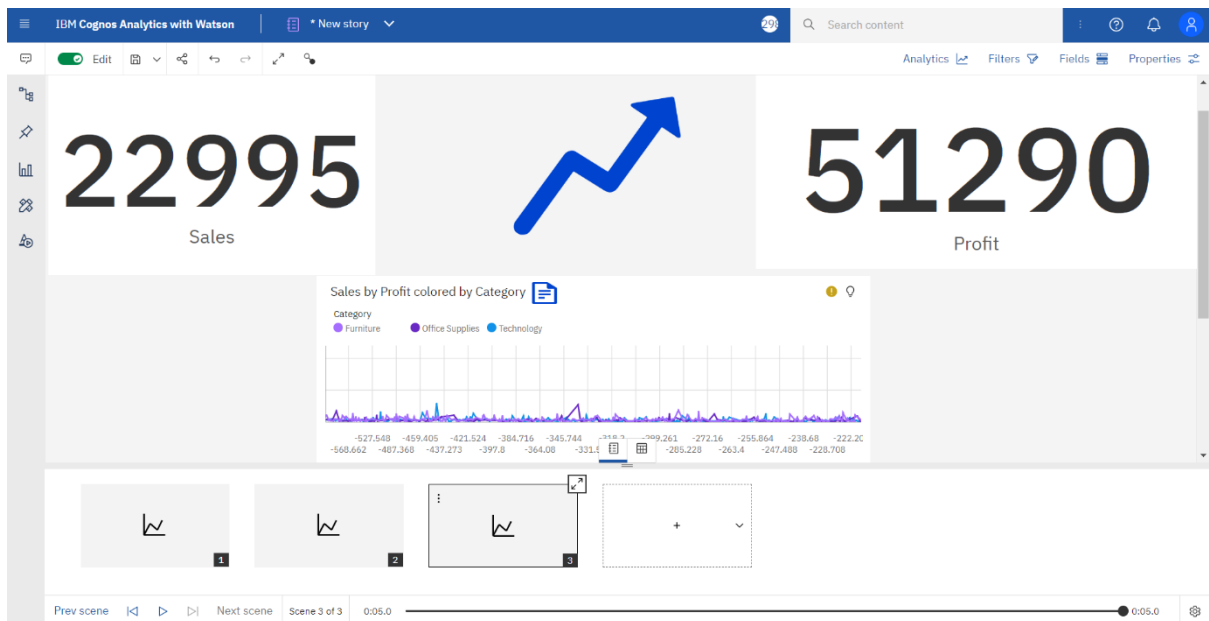 IBM Cognos Analytics with Watson
* New story
Search content
Edit
Analytics
Filters
Fields
Properties
22995
Sales
51290
Profit
Sales by Profit colored by Category
Category
Furniture
Office Supplies
Technology
-527.548 -459.405 -421.524 -384.716 -345.744 -299.261 -272.16 -255.864 -238.68 -222.20
-568.662 -487.368 -437.273 -397.8 -364.08 -285.228 -263.4 -247.488 -228.708
1
2
3
+
Prev scene
Next scene
Scene 3 of 3
0:05.0
0:05.0